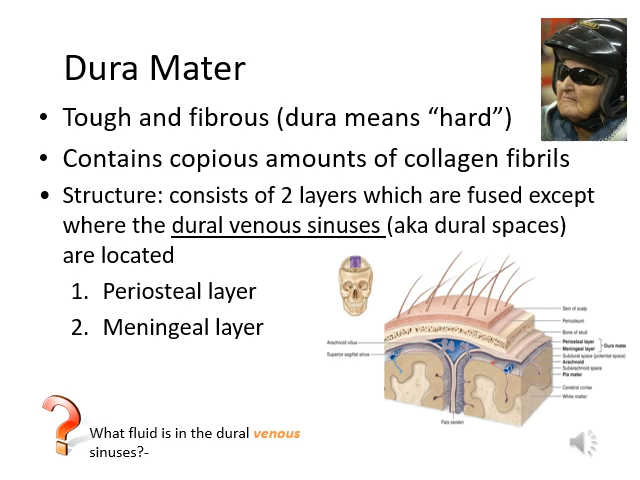 Dura Mater
• Tough and fibrous (dura means “hard”)
• Contains copious amounts of collagen fibrils
• Structure: consists of 2 layers which are fused except
where the dural venous sinuses (aka dural spaces)
are located
1. Periosteal layer
2. Meningeal layer
Skin of scalp
Periosteum
Bone of skull
Periosteal layer
Meningeal layer
Dura mater
Subdural space (potential space)
Arachnoid
Subarachnoid space
Pia mater
Cerebral cortex
White matter
Arachnoid villus
Superior sagittal sinus
Falx cerebri
What fluid is in the dural venous
sinuses?-